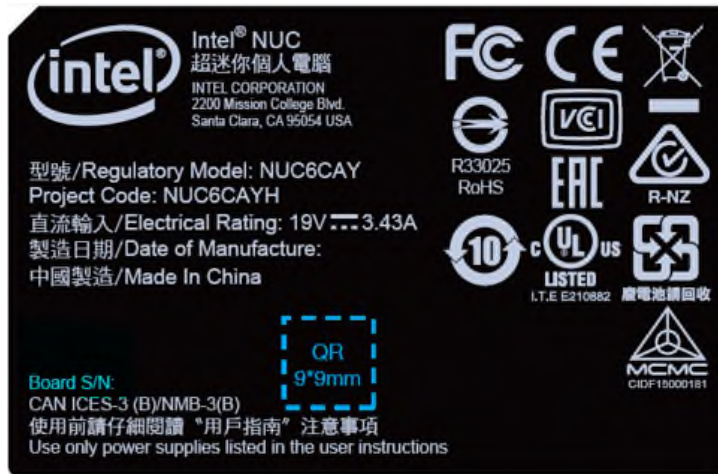 intel®
Intel® NUC
超迷你個人電腦
INTEL CORPORATION
2200 Mission College Blvd.
Santa Clara, CA 95054 USA
型號/Regulatory Model: NUC6CAY
Project Code: NUC6CAYH
直流輸入/Electrical Rating: 19V 3.43A
製造日期/Date of Manufacture:
中國製造/Made In China
FC CE
R33025
RoHS
VCI
EAC
R-NZ
10
C UL US
LISTED
I.T.E E210882
廢電池請回收
MCMC
CIDF15000181
QR
9*9mm
Board S/N:
CAN ICES-3 (B)/NMB-3(B)
使用前請仔細閱讀〝用戶指南〞注意事項
Use only power supplies listed in the user instructions